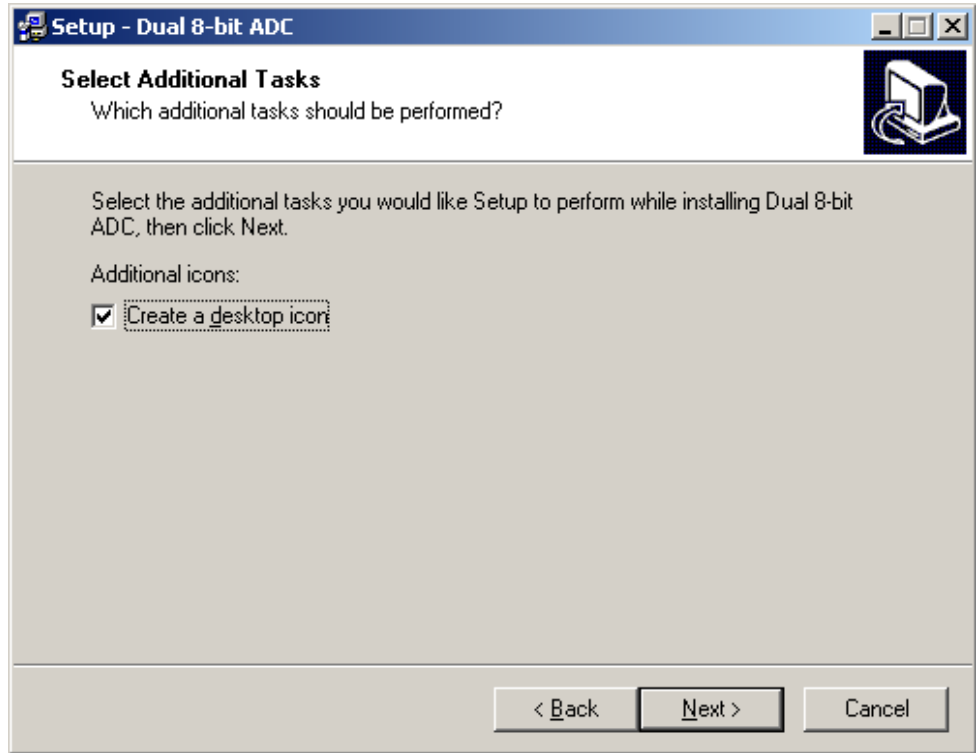 Setup - Dual 8-bit ADC
Select Additional Tasks
Which additional tasks should be performed?
Select the additional tasks you would like Setup to perform while installing Dual 8-bit
ADC, then click Next.
Additional icons:
Create a desktop icon
< Back Next > Cancel